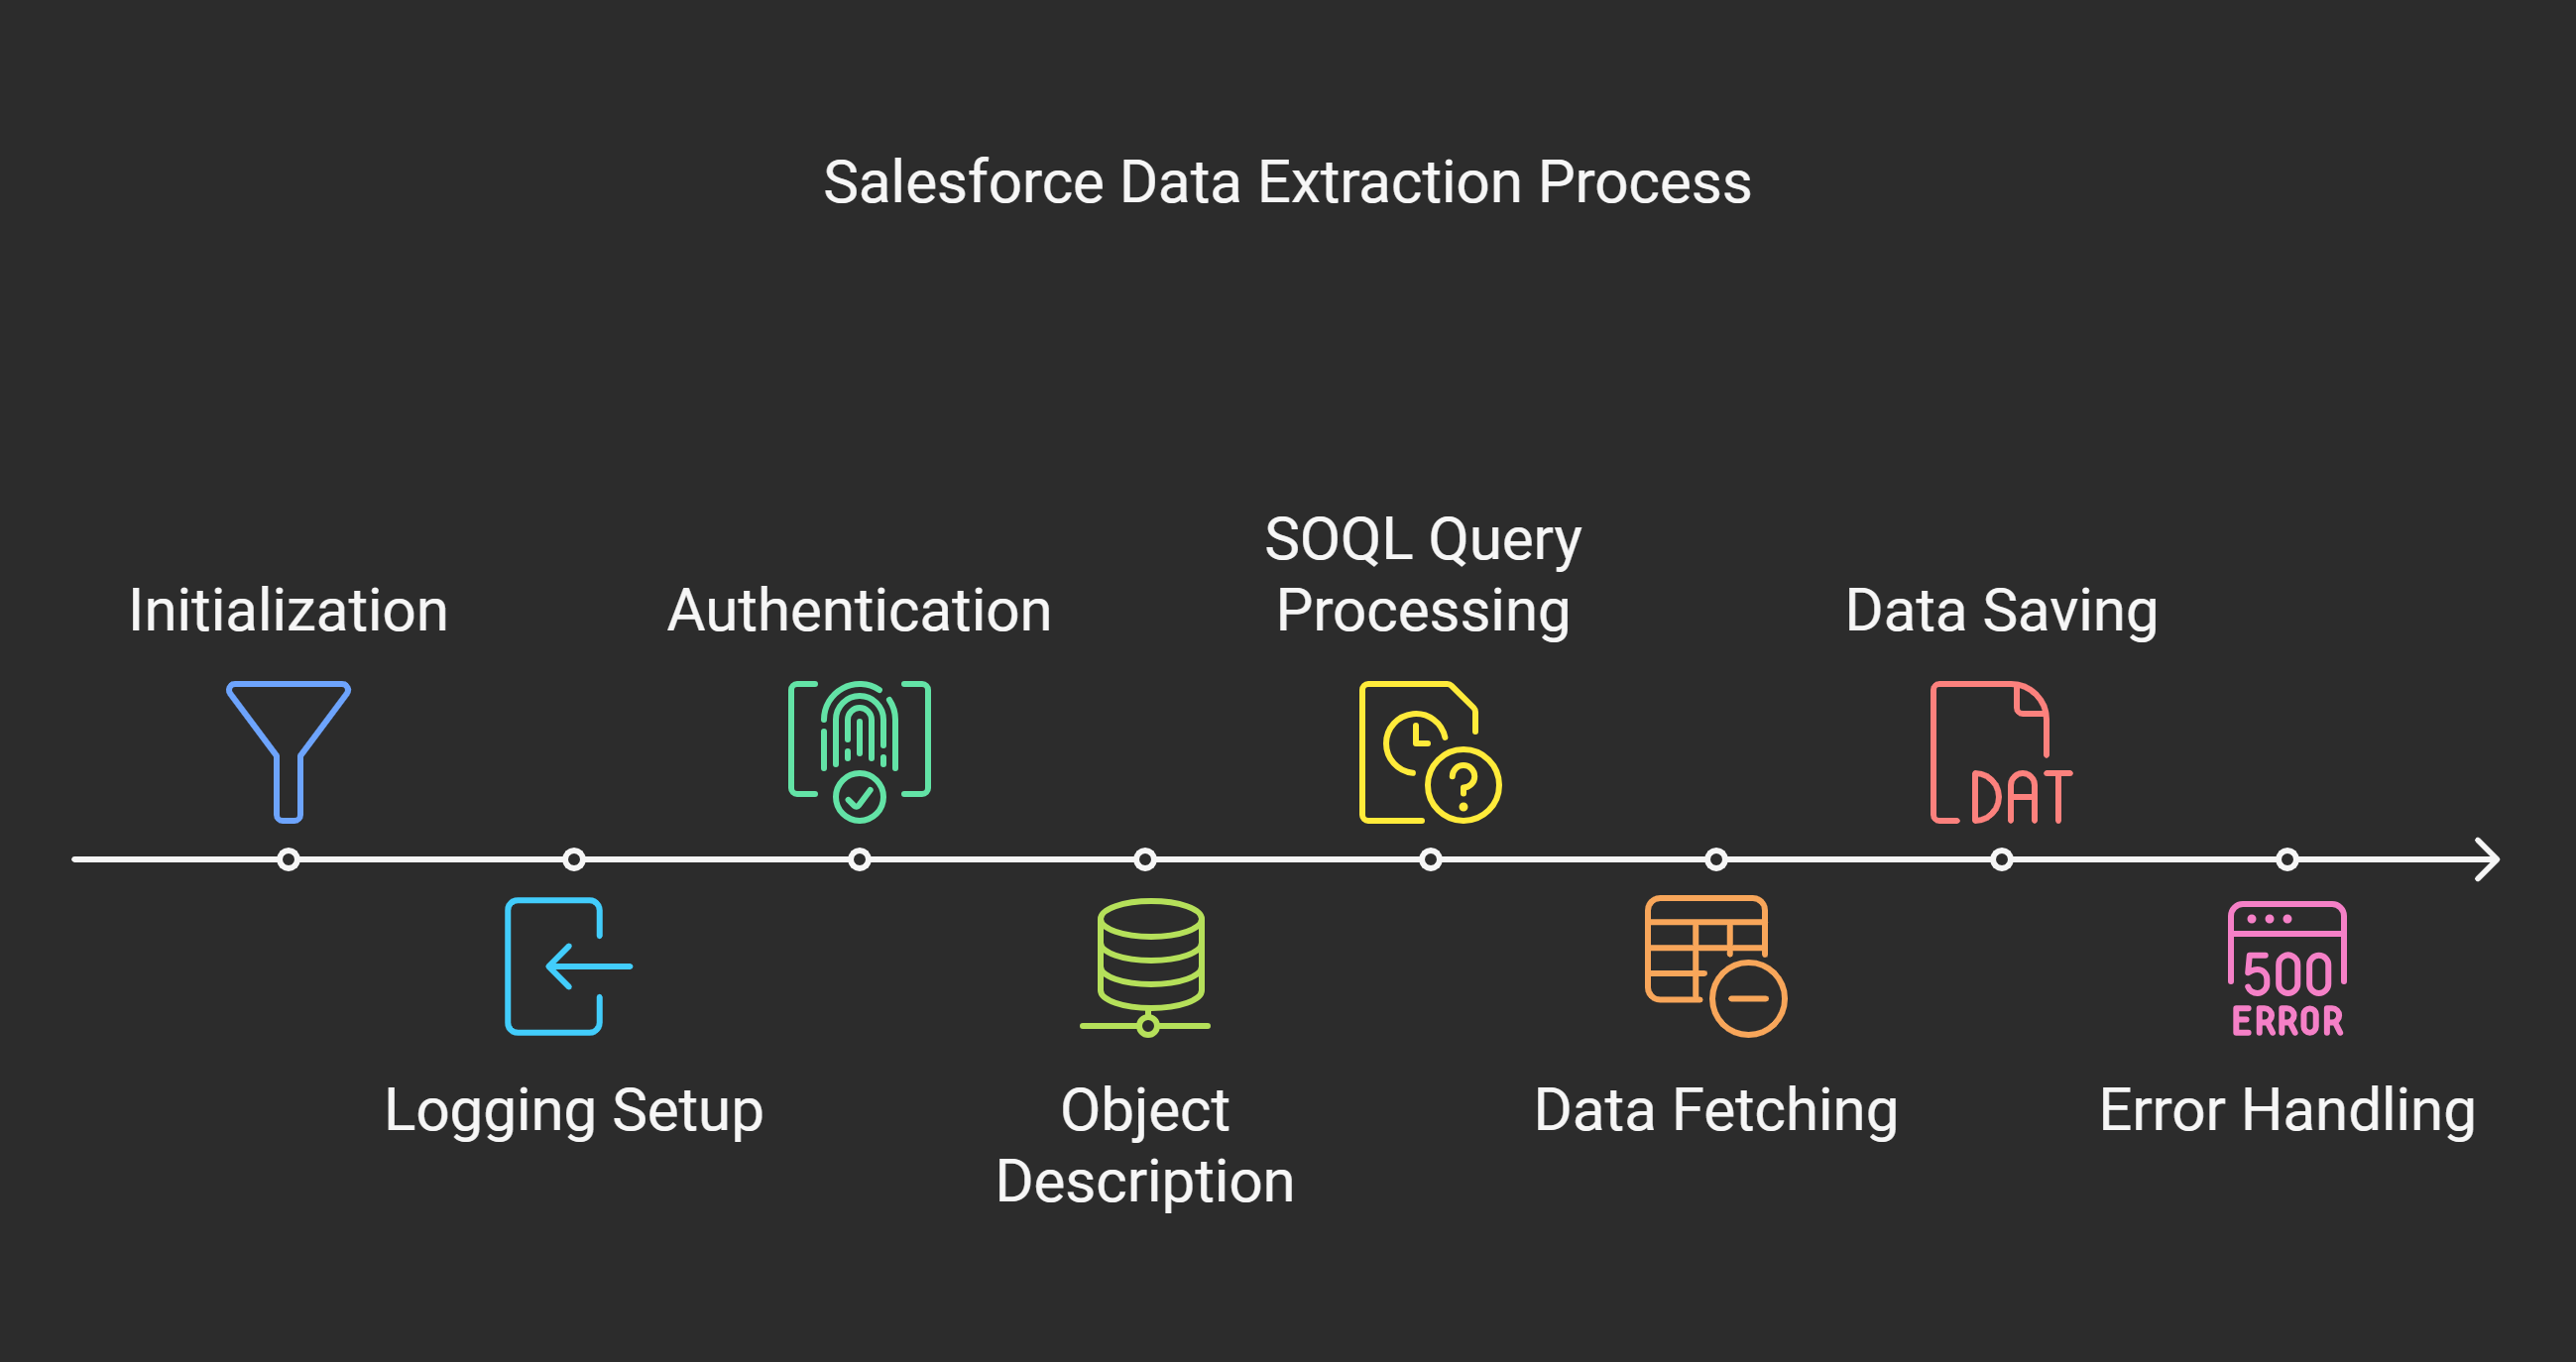 Salesforce Data Extraction Process
Initialization
Logging Setup
Authentication
Object
Description
SOQL Query
Processing
Data Fetching
Data Saving
DAT
500
ERROR
Error Handling